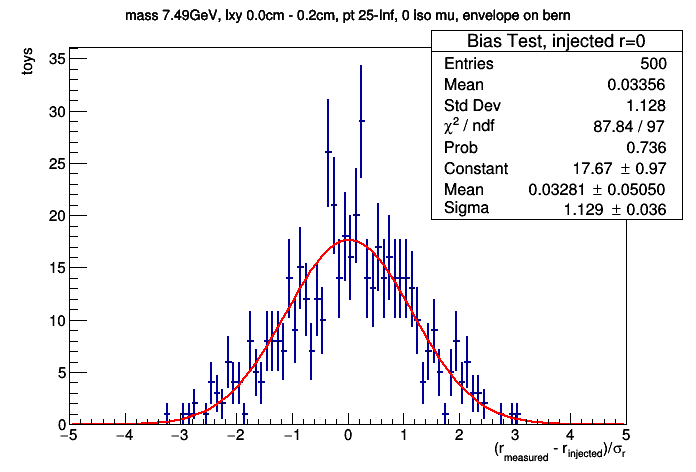 mass 7.49GeV, lxy 0.0cm - 0.2cm, pt 25-Inf, 0 Iso mu, envelope on bern
Bias Test, injected r=0
Entries 500
Mean 0.03356
Std Dev 1.128
χ² / ndf 87.84 / 97
Prob 0.736
Constant 17.67 ± 0.97
Mean 0.03281 ± 0.05050
Sigma 1.129 ± 0.036
toys
35
30
25
20
15
10
5
0
−5 −4 −3 −2 −1 0 1 2 3 4 5
(r_measured - r_injected)/σ_r